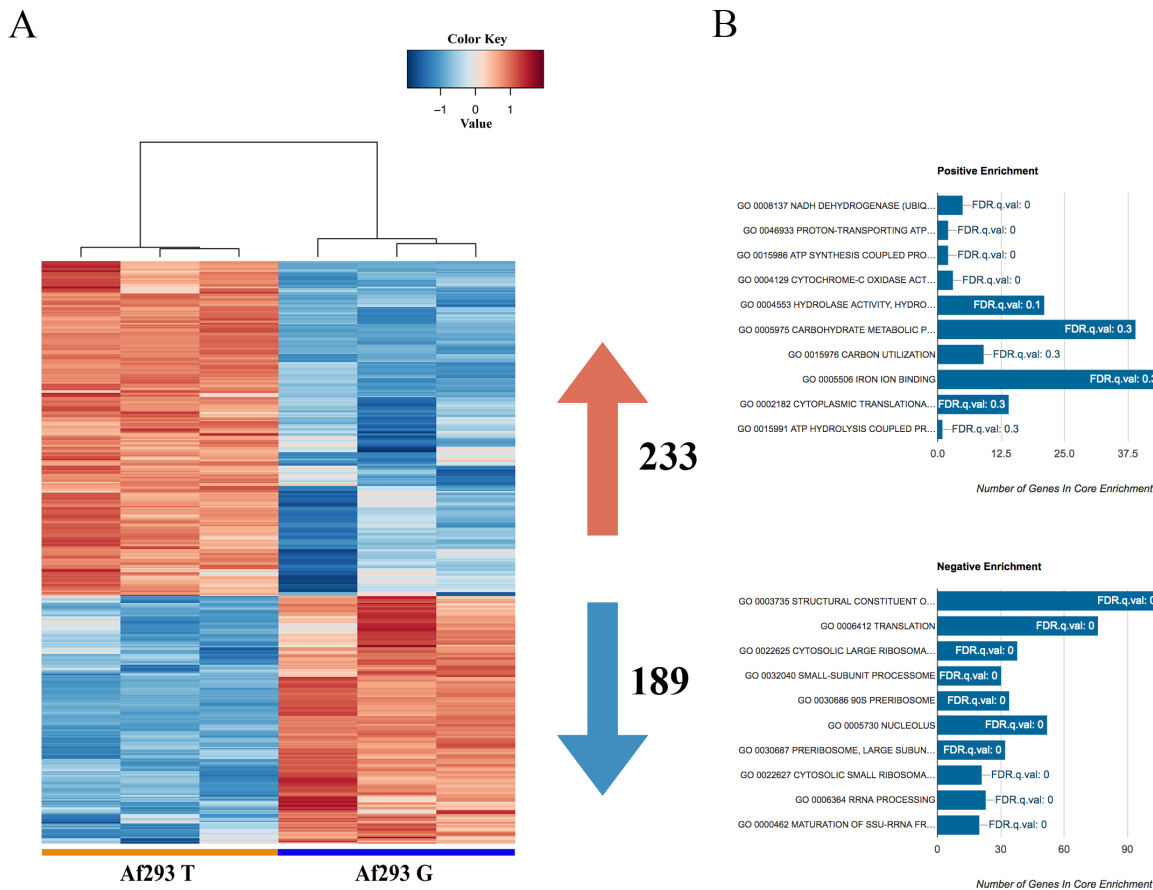 A
B
Color Key
−1 0 1
Value
233
189
Af293 T
Af293 G
Positive Enrichment
GO 0008137 NADH DEHYDROGENASE (UBIQ… FDR.q.val: 0
GO 0046933 PROTON-TRANSPORTING ATP… FDR.q.val: 0
GO 0015986 ATP SYNTHESIS COUPLED PRO… FDR.q.val: 0
GO 0004129 CYTOCHROME-C OXIDASE ACT… FDR.q.val: 0
GO 0004553 HYDROLASE ACTIVITY, HYDRO… FDR.q.val: 0.1
GO 0005975 CARBOHYDRATE METABOLIC P… FDR.q.val: 0.3
GO 0015976 CARBON UTILIZATION FDR.q.val: 0.3
GO 0005506 IRON ION BINDING FDR.q.val: 0.3
GO 0002182 CYTOPLASMIC TRANSLATIONA… FDR.q.val: 0.3
GO 0015991 ATP HYDROLYSIS COUPLED PR… FDR.q.val: 0.3
0.0 12.5 25.0 37.5
Number of Genes In Core Enrichment
Negative Enrichment
GO 0003735 STRUCTURAL CONSTITUENT O… FDR.q.val: 0
GO 0006412 TRANSLATION FDR.q.val: 0
GO 0022625 CYTOSOLIC LARGE RIBOSOMA… FDR.q.val: 0
GO 0032040 SMALL-SUBUNIT PROCESSOME FDR.q.val: 0
GO 0030686 90S PRERIBOSOME FDR.q.val: 0
GO 0005730 NUCLEOLUS FDR.q.val: 0
GO 0030687 PRERIBOSOME, LARGE SUBUN… FDR.q.val: 0
GO 0022627 CYTOSOLIC SMALL RIBOSOMA… FDR.q.val: 0
GO 0006364 RRNA PROCESSING FDR.q.val: 0
GO 0000462 MATURATION OF SSU-RRNA FR… FDR.q.val: 0
0 30 60 90
Number of Genes In Core Enrichment